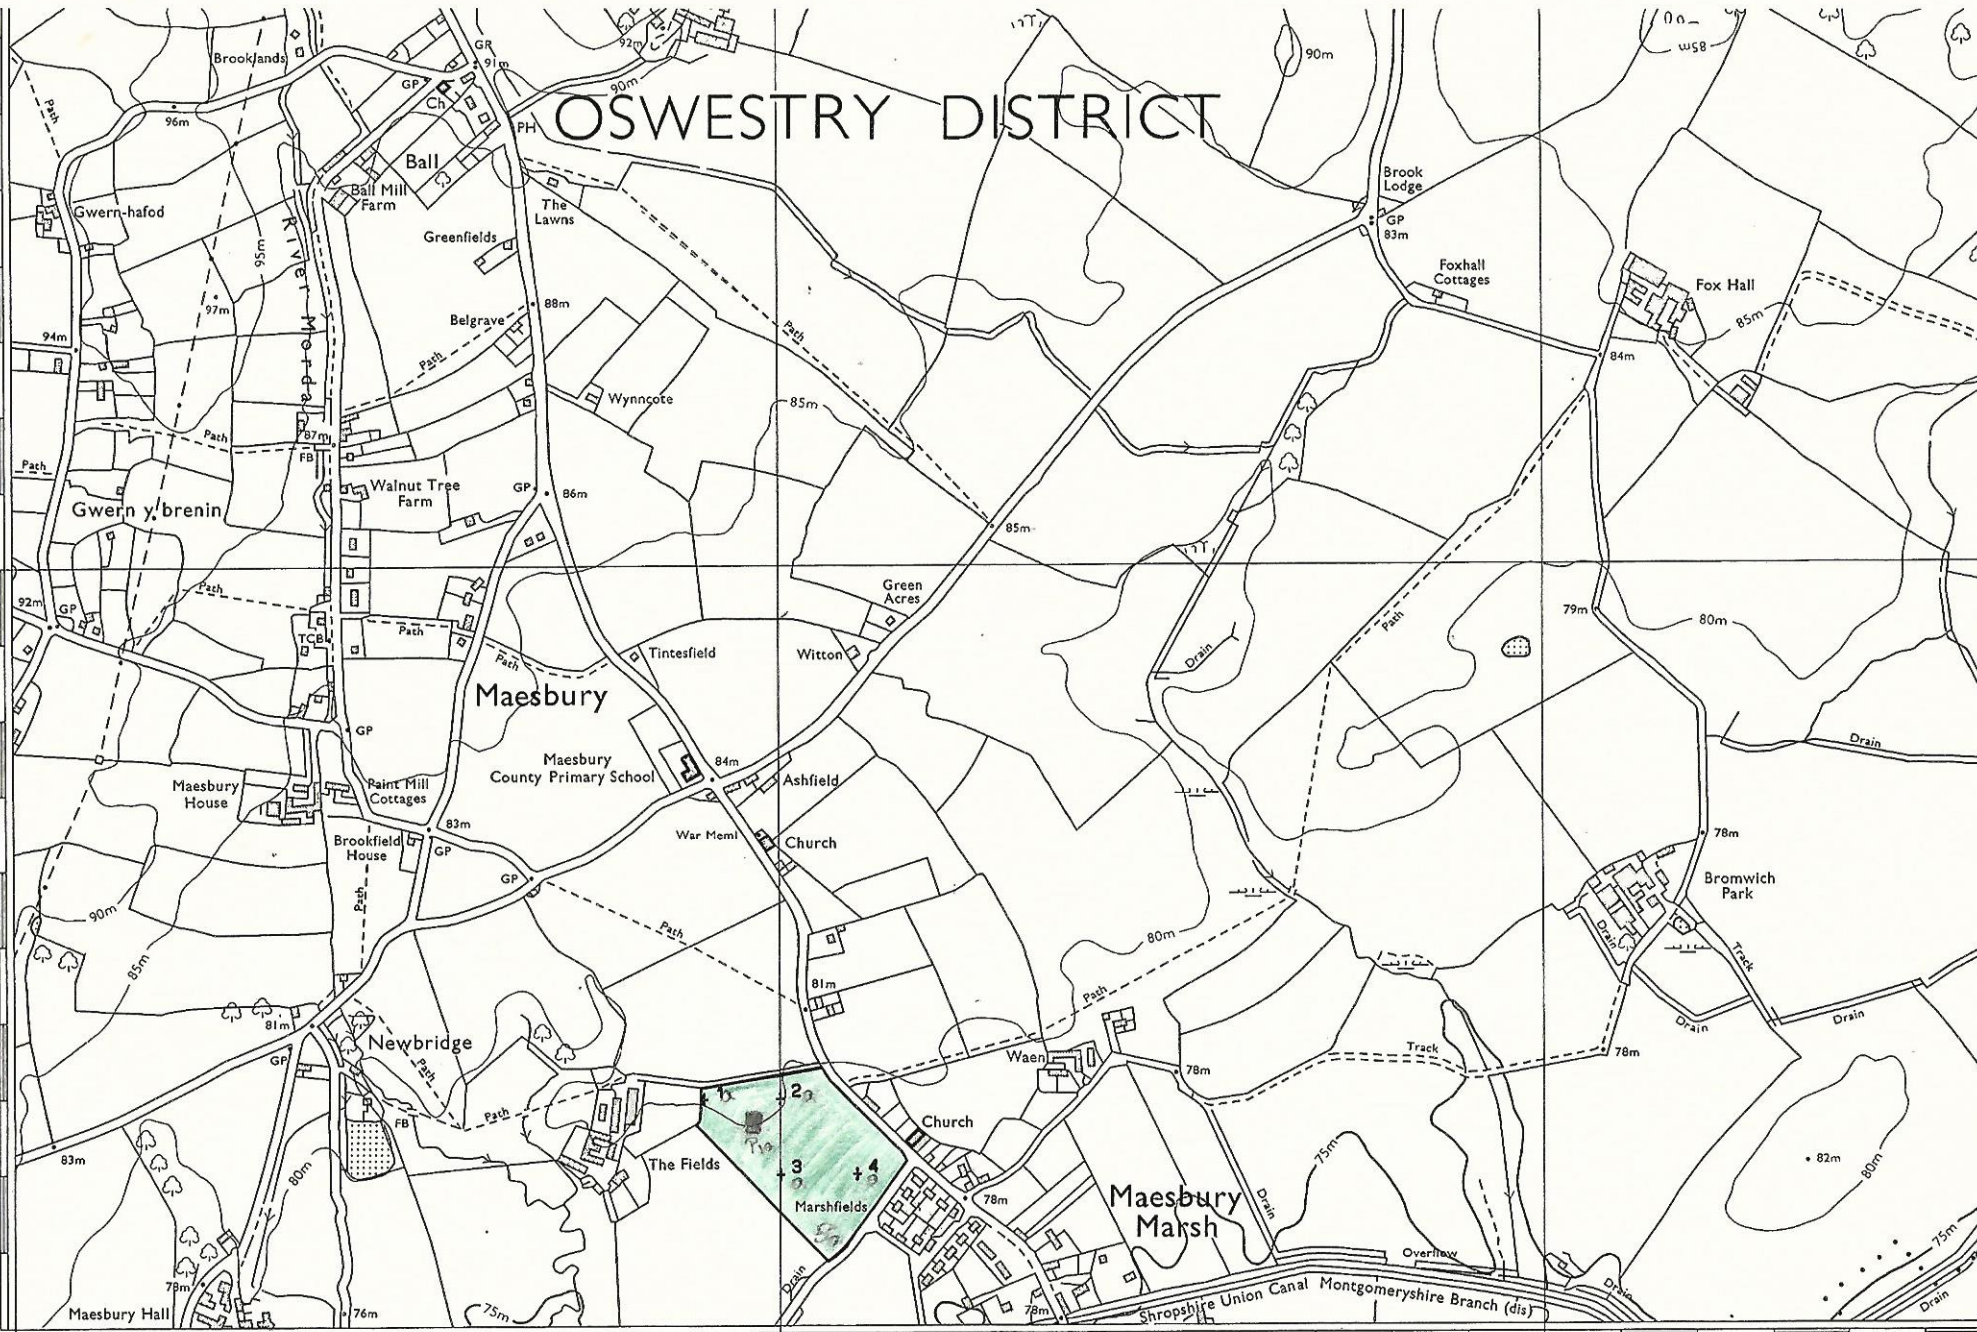 92m
90m
85m
Brooklands
GP
91m
90m
GP
Ch
PH
OSWESTRY DISTRICT
Path
96m
Ball
Brook
Lodge
Ball Mill
Farm
The
Lawns
Gwern-hafod
GP
83m
River Morda
Greenfields
95m
Foxhall
Cottages
Fox Hall
97m
88m
Belgrave
Path
85m
94m
Path
84m
Wynncote
85m
Path
87m
FB
Path
Walnut Tree
Farm
GP
86m
Gwern y brenin
85m
Path
Green
Acres
92m
GP
79m
80m
TCB
Path
Path
Path
Tintesfield
Witton
Drain
Maesbury
GP
Drain
Maesbury
County Primary School
84m
Ashfield
Maesbury
House
Paint Mill
Cottages
83m
War Meml
Church
78m
Brookfield
House
GP
GP
Bromwich
Park
Path
90m
Path
80m
Drain
Track
85m
81m
Path
81m
Newbridge
Drain
Drain
GP
Path
Waen
Track
78m
78m
1
2
Path
FB
Church
83m
The Fields
3
4
75m
82m
80m
80m
Marshfields
78m
Maesbury
Marsh
Drain
75m
Overflow
78m
Drain
Drain
Maesbury Hall
76m
75m
78m
Shropshire Union Canal Montgomeryshire Branch (dis)
Drain